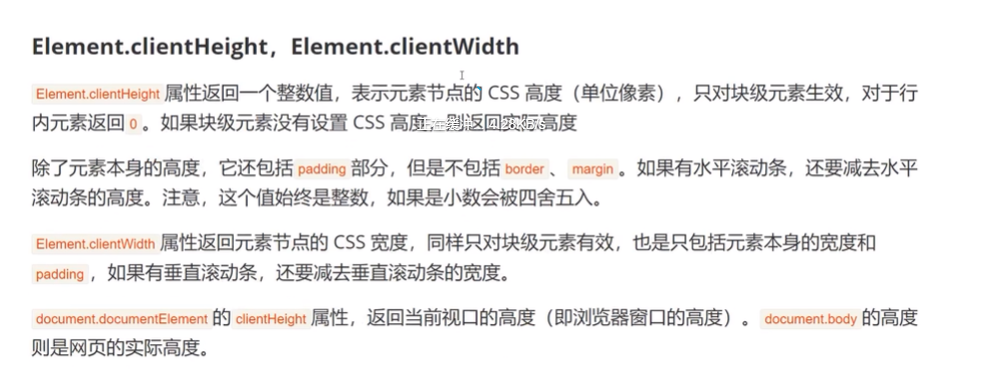 Element.clientHeight，Element.clientWidth
Element.clientHeight 属性返回一个整数值，表示元素节点的 CSS 高度（单位像素），只对块级元素生效，对于行
内元素返回 0 。如果块级元素没有设置 CSS 高度，则返回实际高度
除了元素本身的高度，它还包括 padding 部分，但是不包括 border 、 margin 。如果有水平滚动条，还要减去水平
滚动条的高度。注意，这个值始终是整数，如果是小数会被四舍五入。
Element.clientWidth 属性返回元素节点的 CSS 宽度，同样只对块级元素有效，也是只包括元素本身的宽度和
padding ，如果有垂直滚动条，还要减去垂直滚动条的宽度。
document.documentElement 的 clientHeight 属性，返回当前视口的高度（即浏览器窗口的高度）。 document.body 的高度
则是网页的实际高度。